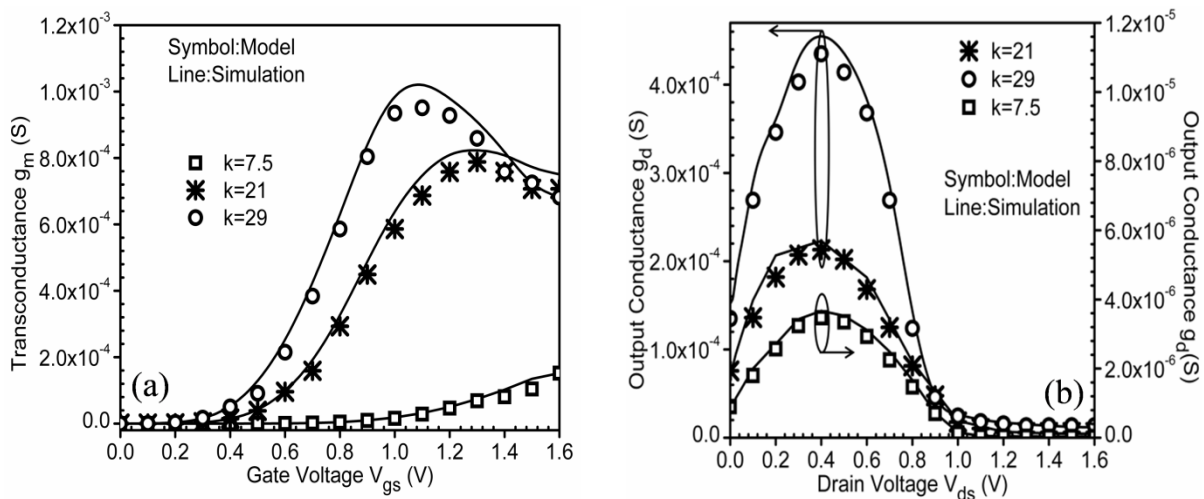 1.2x10-3
1.0x10-3
8.0x10-4
6.0x10-4
4.0x10-4
2.0x10-4
0.0
Transconductance gm (S)
Symbol:Model
Line:Simulation
k=7.5
k=21
k=29
(a)
0.0 0.2 0.4 0.6 0.8 1.0 1.2 1.4 1.6
Gate Voltage Vgs (V)
4.0x10-4
4.0x10-4
2.0x10-4
1.0x10-4
0.0
Output Conductance gd (S)
k=21
k=29
k=7.5
Symbol:Model
Line:Simulation
(b)
1.2x10-5
1.0x10-5
8.0x10-6
6.0x10-6
4.0x10-6
2.0x10-6
0.0
Output Conductance gd(S)
0.0 0.2 0.4 0.6 0.8 1.0 1.2 1.4 1.6
Drain Voltage Vds (V)